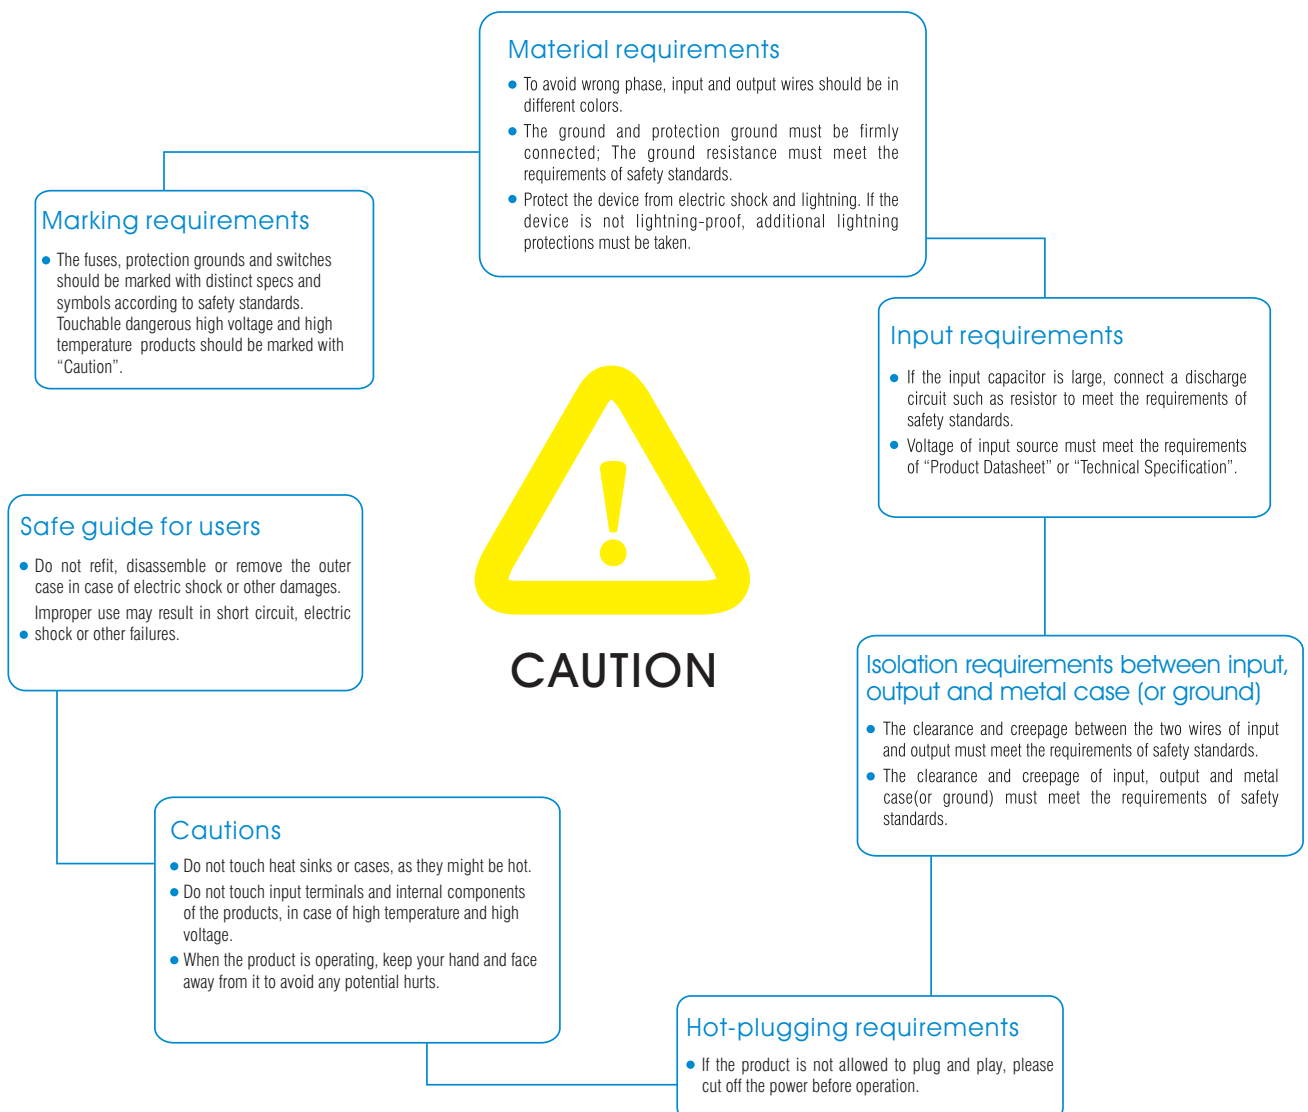 Material requirements
To avoid wrong phase, input and output wires should be in
different colors.
The ground and protection ground must be firmly
connected; The ground resistance must meet the
requirements of safety standards.
Protect the device from electric shock and lightning. If the
device is not lightning-proof, additional lightning
protections must be taken.
Marking requirements
The fuses, protection grounds and switches
should be marked with distinct specs and
symbols according to safety standards.
Touchable dangerous high voltage and high
temperature products should be marked with
“Caution”.
Input requirements
If the input capacitor is large, connect a discharge
circuit such as resistor to meet the requirements of
safety standards.
Voltage of input source must meet the requirements
of “Product Datasheet” or “Technical Specification”.
Safe guide for users
Do not refit, disassemble or remove the outer
case in case of electric shock or other damages.
Improper use may result in short circuit, electric
shock or other failures.
CAUTION
Isolation requirements between input,
output and metal case (or ground)
The clearance and creepage between the two wires of input
and output must meet the requirements of safety standards.
The clearance and creepage of input, output and metal
case(or ground) must meet the requirements of safety
standards.
Cautions
Do not touch heat sinks or cases, as they might be hot.
Do not touch input terminals and internal components
of the products, in case of high temperature and high
voltage.
When the product is operating, keep your hand and face
away from it to avoid any potential hurts.
Hot-plugging requirements
If the product is not allowed to plug and play, please
cut off the power before operation.